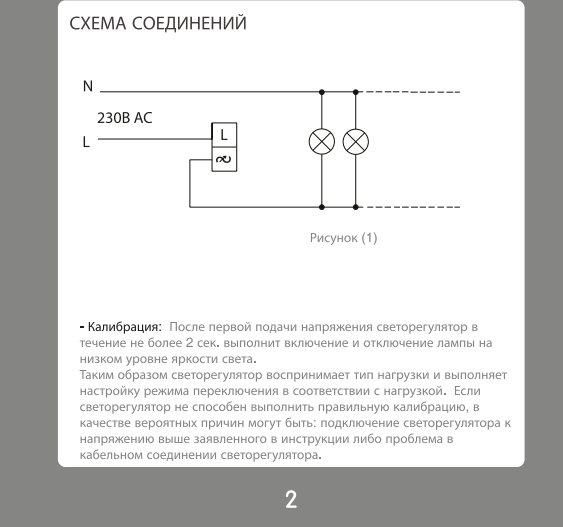 СХЕМА СОЕДИНЕНИЙ
N
230В АС
L
L
Рисунок (1)
- Калибрация: После первой подачи напряжения светорегулятор в
течение не более 2 сек. выполнит включение и отключение лампы на
низком уровне яркости света.
Таким образом светорегулятор воспринимает тип нагрузки и выполняет
настройку режима переключения в соответствии с нагрузкой. Если
светорегулятор не способен выполнить правильную калибрацию, в
качестве вероятных причин могут быть: подключение светорегулятора к
напряжению выше заявленного в инструкции либо проблема в
кабельном соединении светорегулятора.
2